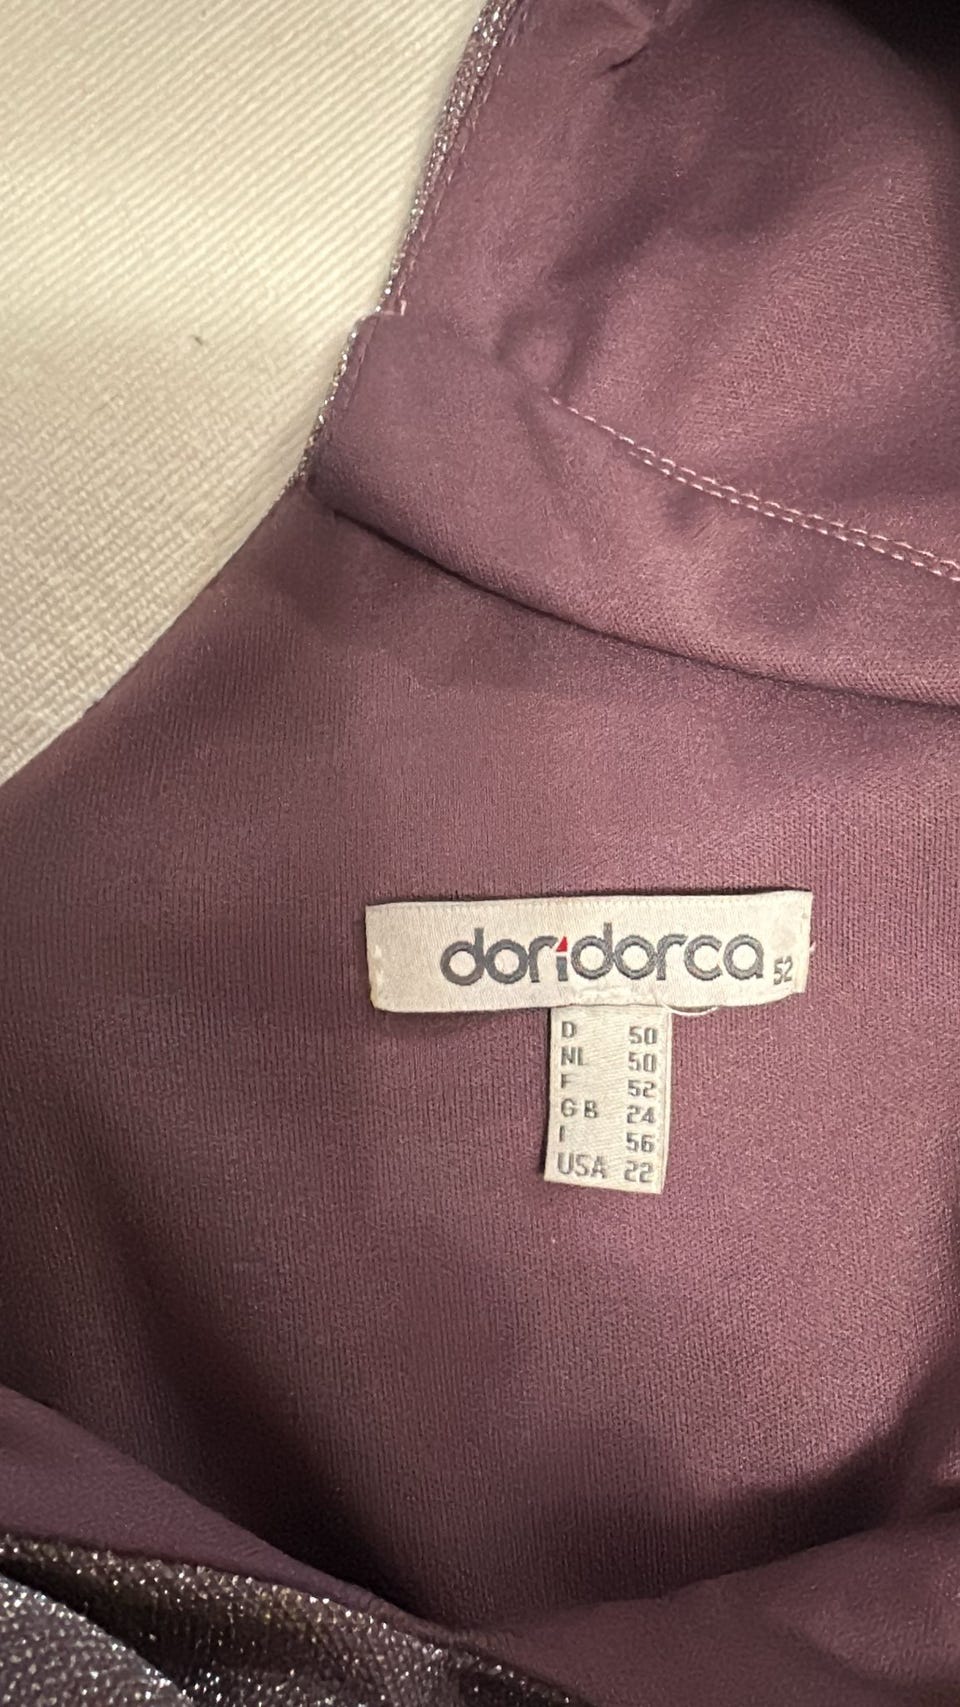 doridorca 52
D 50
NL 50
F 52
GB 24
I 56
USA 22